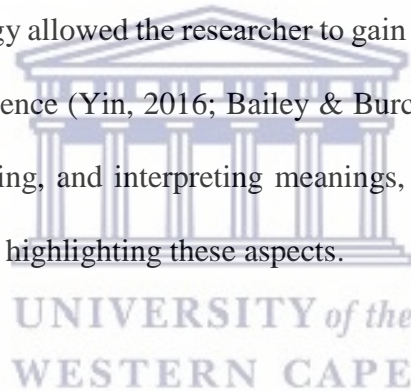 gy allowed the researcher to gain
ence (Yin, 2016; Bailey & Burc
ing, and interpreting meanings,
highlighting these aspects.
UNIVERSITY of the
WESTERN CAPE